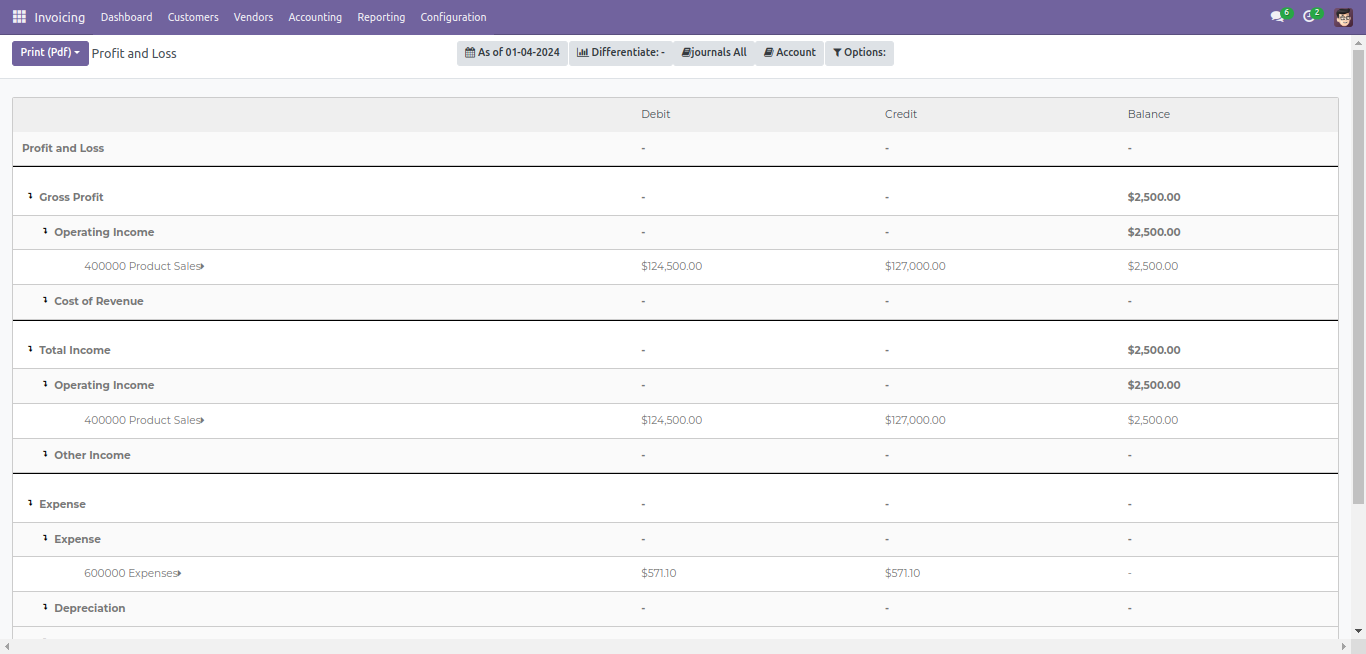 Invoicing Dashboard Customers Vendors Accounting Reporting Configuration 6 2
Print (Pdf) Profit and Loss As of 01-04-2024 Differentiate: - journals All Account Options:
Debit Credit Balance
Profit and Loss - - -
Gross Profit - - $2,500.00
Operating Income - - $2,500.00
400000 Product Sales $124,500.00 $127,000.00 $2,500.00
Cost of Revenue - - -
Total Income - - $2,500.00
Operating Income - - $2,500.00
400000 Product Sales $124,500.00 $127,000.00 $2,500.00
Other Income - - -
Expense - - -
Expense - - -
600000 Expenses $571.10 $571.10 -
Depreciation - - -